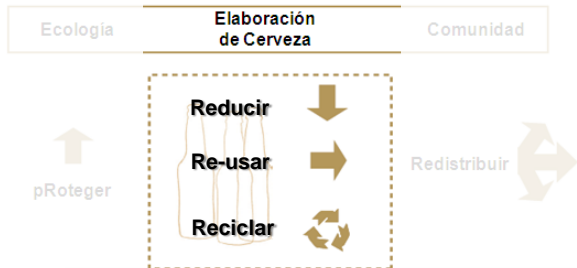 Ecología
Elaboración
de Cerveza
Comunidad
Reducir
Re-usar
Reciclar
pRoteger
Redistribuir